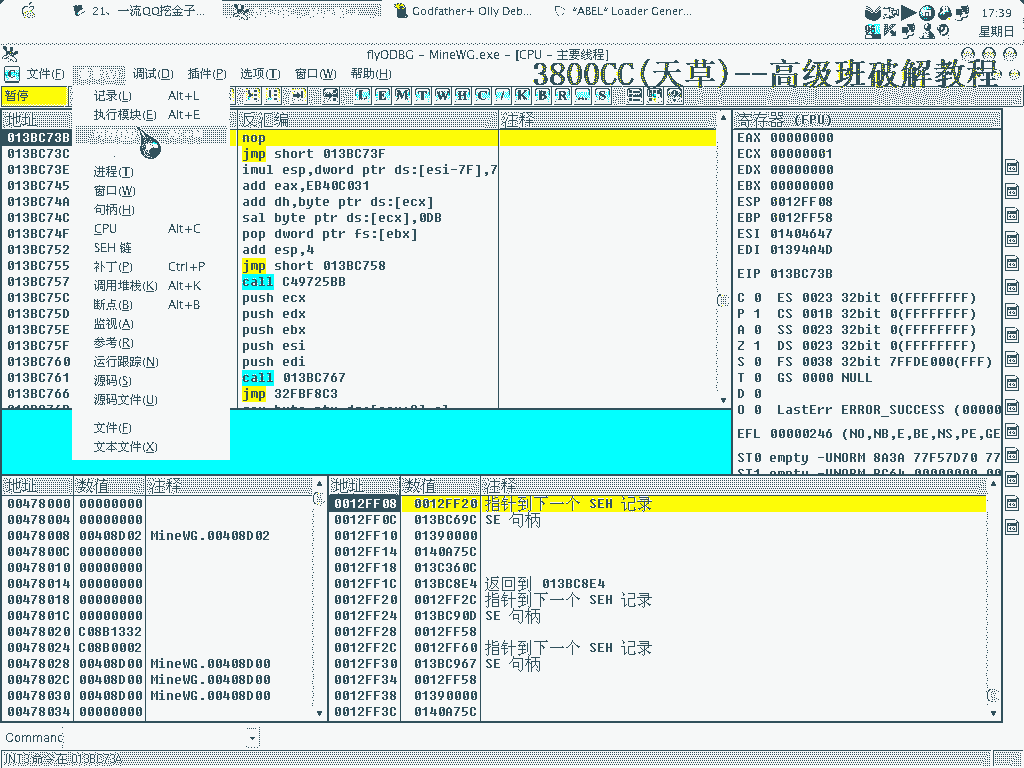 21、一流QQ挖金子...
Godfather+ Olly Deb...
*ABEL* Loader Gener...
17:39
星期日
flyODBG - MineWG.exe - [CPU - 主要线程]
文件(F) 调试(D) 插件(P) 选项(T) 窗口(W) 帮助(H)
3800CC(天草)--高级班破解教程
暂停
L E M T W H C / K B R ... S
记录(L) Alt+L
执行模块(E) Alt+E
进程(T)
窗口(W)
句柄(H)
CPU Alt+C
SEH 链
补丁(P) Ctrl+P
调用堆栈(K) Alt+K
断点(B) Alt+B
监视(A)
参考(R)
运行跟踪(N)
源码(S)
源码文件(U)
文件(F)
文本文件(X)
地址 反汇编 注释
013BC73B nop
013BC73C jmp short 013BC73F
013BC73E imul esp,dword ptr ds:[esi-7F],7
013BC745 add eax,EB40C031
013BC74A add dh,byte ptr ds:[ecx]
013BC74C sal byte ptr ds:[ecx],0DB
013BC74F pop dword ptr fs:[ebx]
013BC752 add esp,4
013BC755 jmp short 013BC758
013BC757 call C49725BB
013BC75C push ecx
013BC75D push edx
013BC75E push ebx
013BC75F push esi
013BC760 push edi
013BC761 call 013BC767
013BC766 jmp 32FBF8C3
寄存器 (FPU)
EAX 00000000
ECX 00000001
EDX 00000000
EBX 00000000
ESP 0012FF08
EBP 0012FF58
ESI 01404647
EDI 01394A4D
EIP 013BC73B
C 0 ES 0023 32bit 0(FFFFFFFF)
P 1 CS 001B 32bit 0(FFFFFFFF)
A 0 SS 0023 32bit 0(FFFFFFFF)
Z 1 DS 0023 32bit 0(FFFFFFFF)
S 0 FS 0038 32bit 7FFDE000(FFF)
T 0 GS 0000 NULL
D 0
O 0 LastErr ERROR_SUCCESS (00000
EFL 00000246 (NO,NB,E,BE,NS,PE,GE
ST0 empty -UNORM 8A3A 77F57D70 77
地址 数值 注释
00478000 00000000
00478004 00000000
00478008 00408D02 MineWG.00408D02
0047800C 00000000
00478010 00000000
00478014 00000000
00478018 00000000
0047801C 00000000
00478020 C08B1332
00478024 C08B0002
00478028 00408D00 MineWG.00408D00
0047802C 00408D00 MineWG.00408D00
00478030 00408D00 MineWG.00408D00
00478034 00000000
地址 数值 注释
0012FF08 0012FF20 指针到下一个 SEH 记录
0012FF0C 013BC69C SE 句柄
0012FF10 01390000
0012FF14 0140A75C
0012FF18 013C360C
0012FF1C 013BC8E4 返回到 013BC8E4
0012FF20 0012FF2C 指针到下一个 SEH 记录
0012FF24 013BC90D SE 句柄
0012FF28 0012FF58
0012FF2C 0012FF60 指针到下一个 SEH 记录
0012FF30 013BC967 SE 句柄
0012FF34 0012FF58
0012FF38 01390000
0012FF3C 0140A75C
Command
INT3 命令在 013BC73A